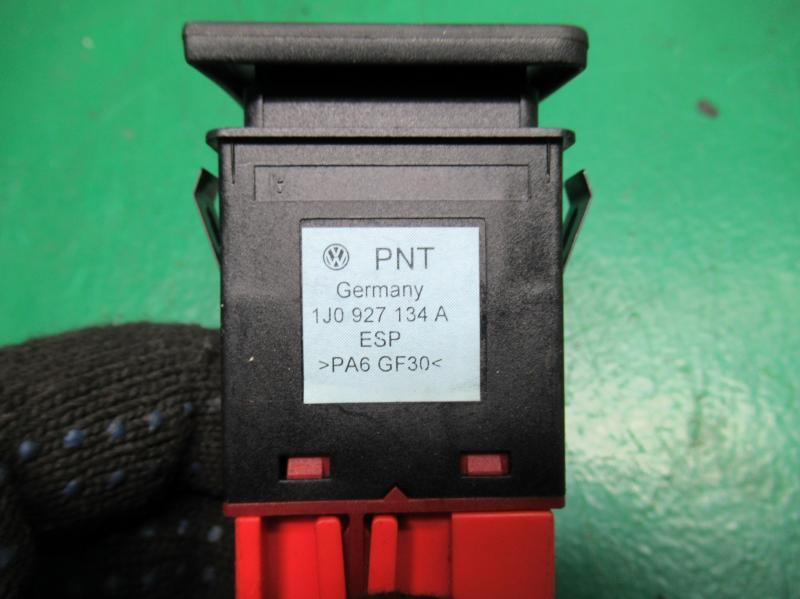 PNT
Germany
1J0 927 134 A
ESP
>PA6 GF30<